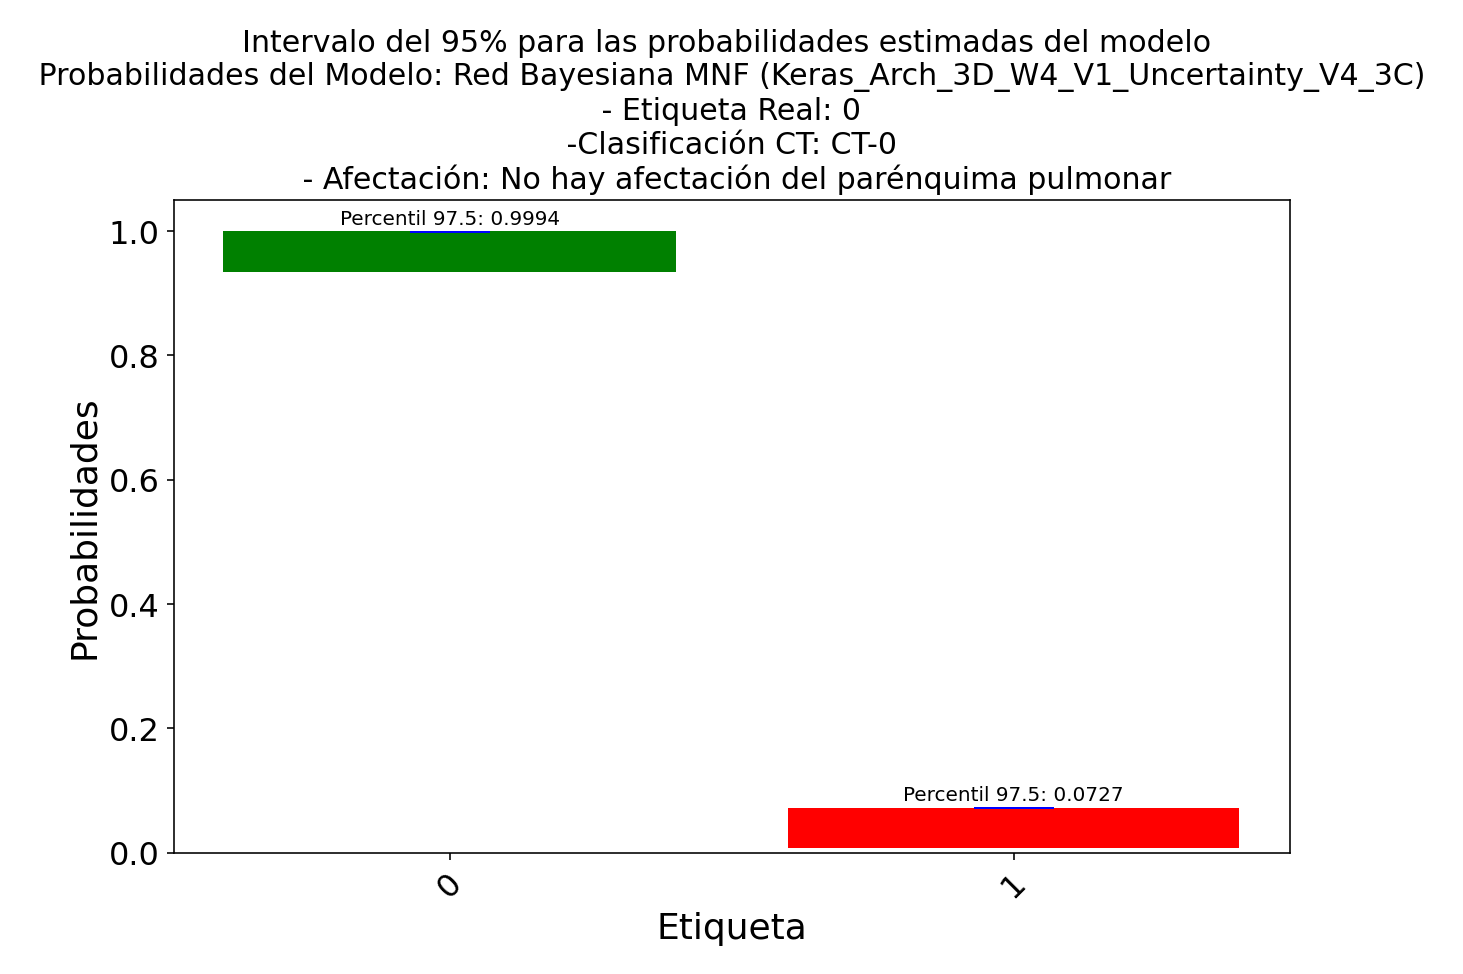 Intervalo del 95% para las probabilidades estimadas del modelo
Probabilidades del Modelo: Red Bayesiana MNF (Keras_Arch_3D_W4_V1_Uncertainty_V4_3C)
- Etiqueta Real: 0
-Clasificación CT: CT-0
- Afectación: No hay afectación del parénquima pulmonar
Percentil 97.5: 0.9994
1.0
0.8
0.6
0.4
0.2
0.0
Probabilidades
Percentil 97.5: 0.0727
0
1
Etiqueta